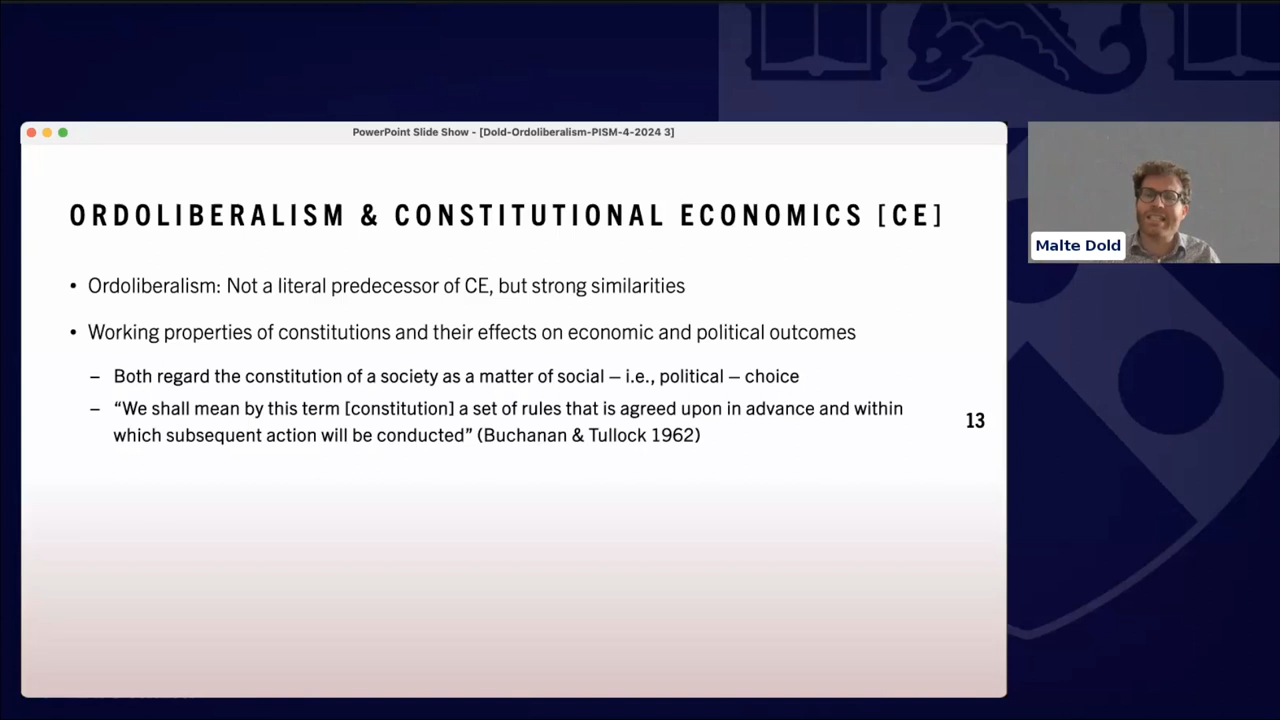 PowerPoint Slide Show - [Dold-Ordoliberalism-PISM-4-2024 3]
ORDOLIBERALISM & CONSTITUTIONAL ECONOMICS [CE]
• Ordoliberalism: Not a literal predecessor of CE, but strong similarities
• Working properties of constitutions and their effects on economic and political outcomes
– Both regard the constitution of a society as a matter of social – i.e., political – choice
– “We shall mean by this term [constitution] a set of rules that is agreed upon in advance and within
which subsequent action will be conducted” (Buchanan & Tullock 1962)
13
Malte Dold